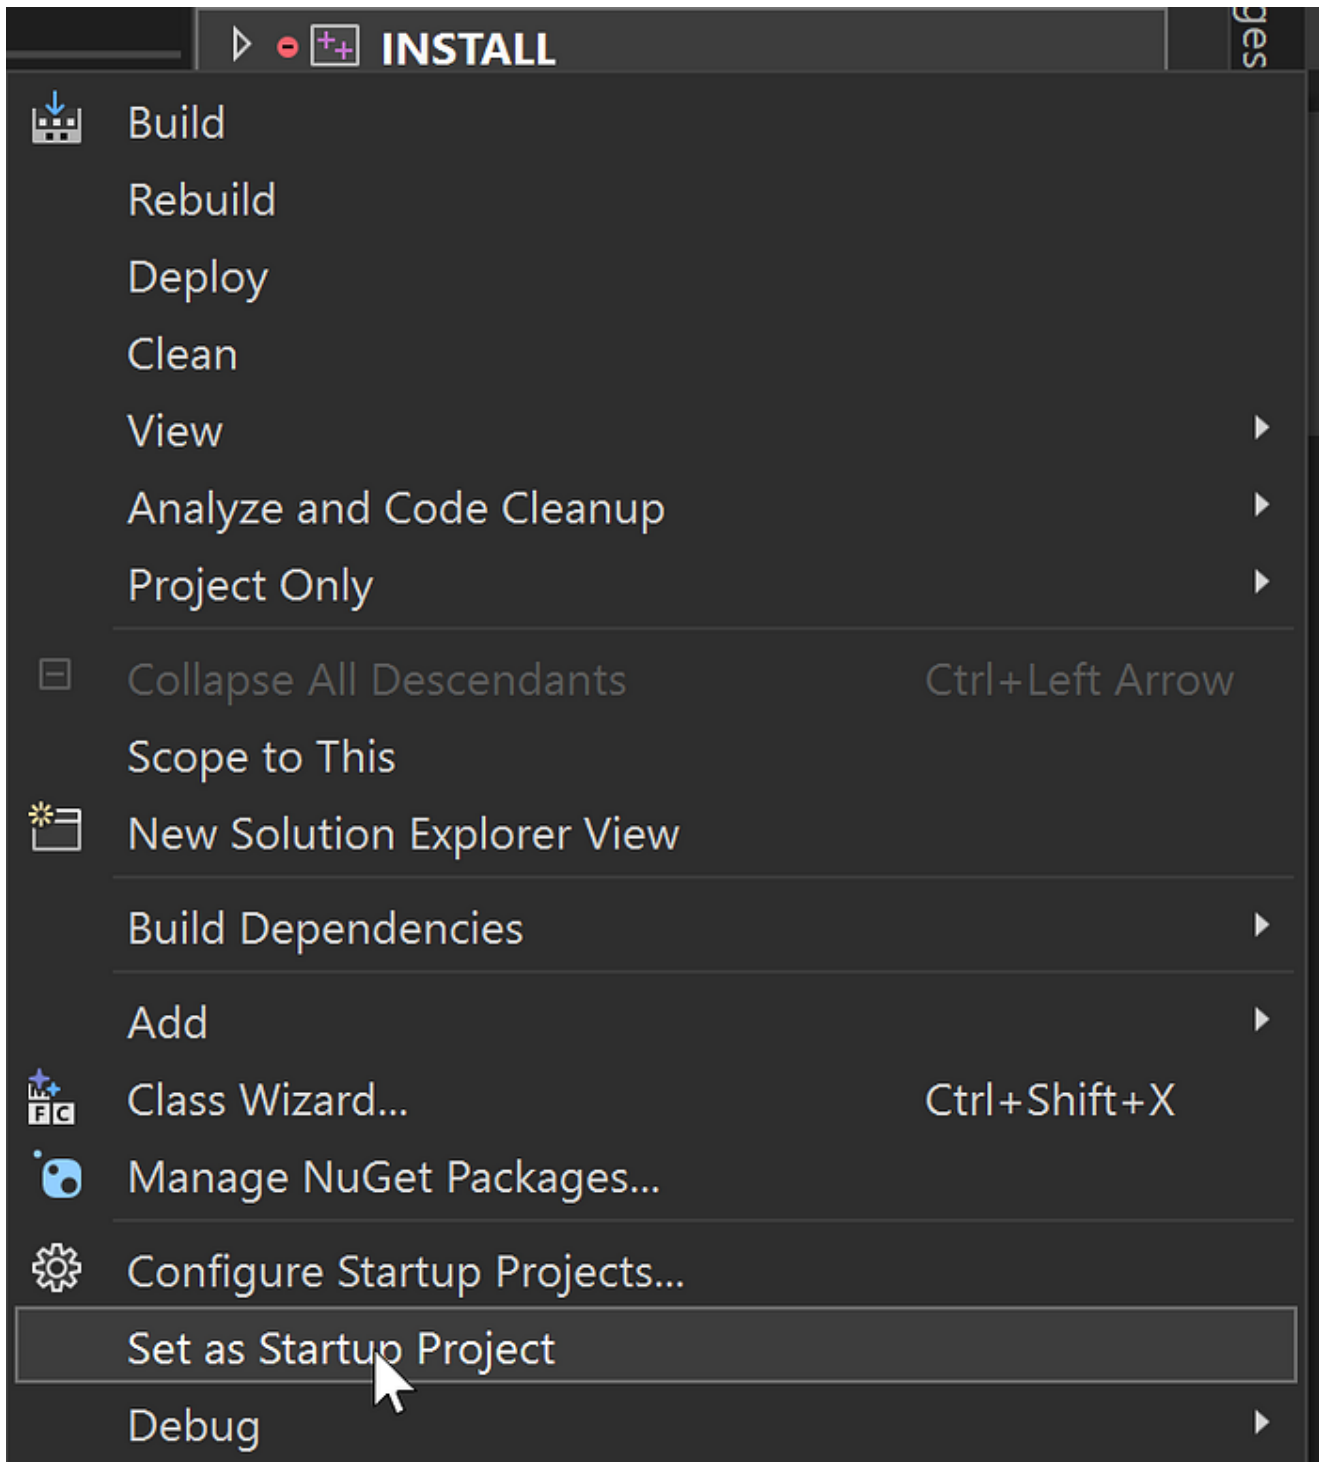 INSTALL
ges
Build
Rebuild
Deploy
Clean
View
Analyze and Code Cleanup
Project Only
Collapse All Descendants Ctrl+Left Arrow
Scope to This
New Solution Explorer View
Build Dependencies
Add
Class Wizard... Ctrl+Shift+X
Manage NuGet Packages...
Configure Startup Projects...
Set as Startup Project
Debug